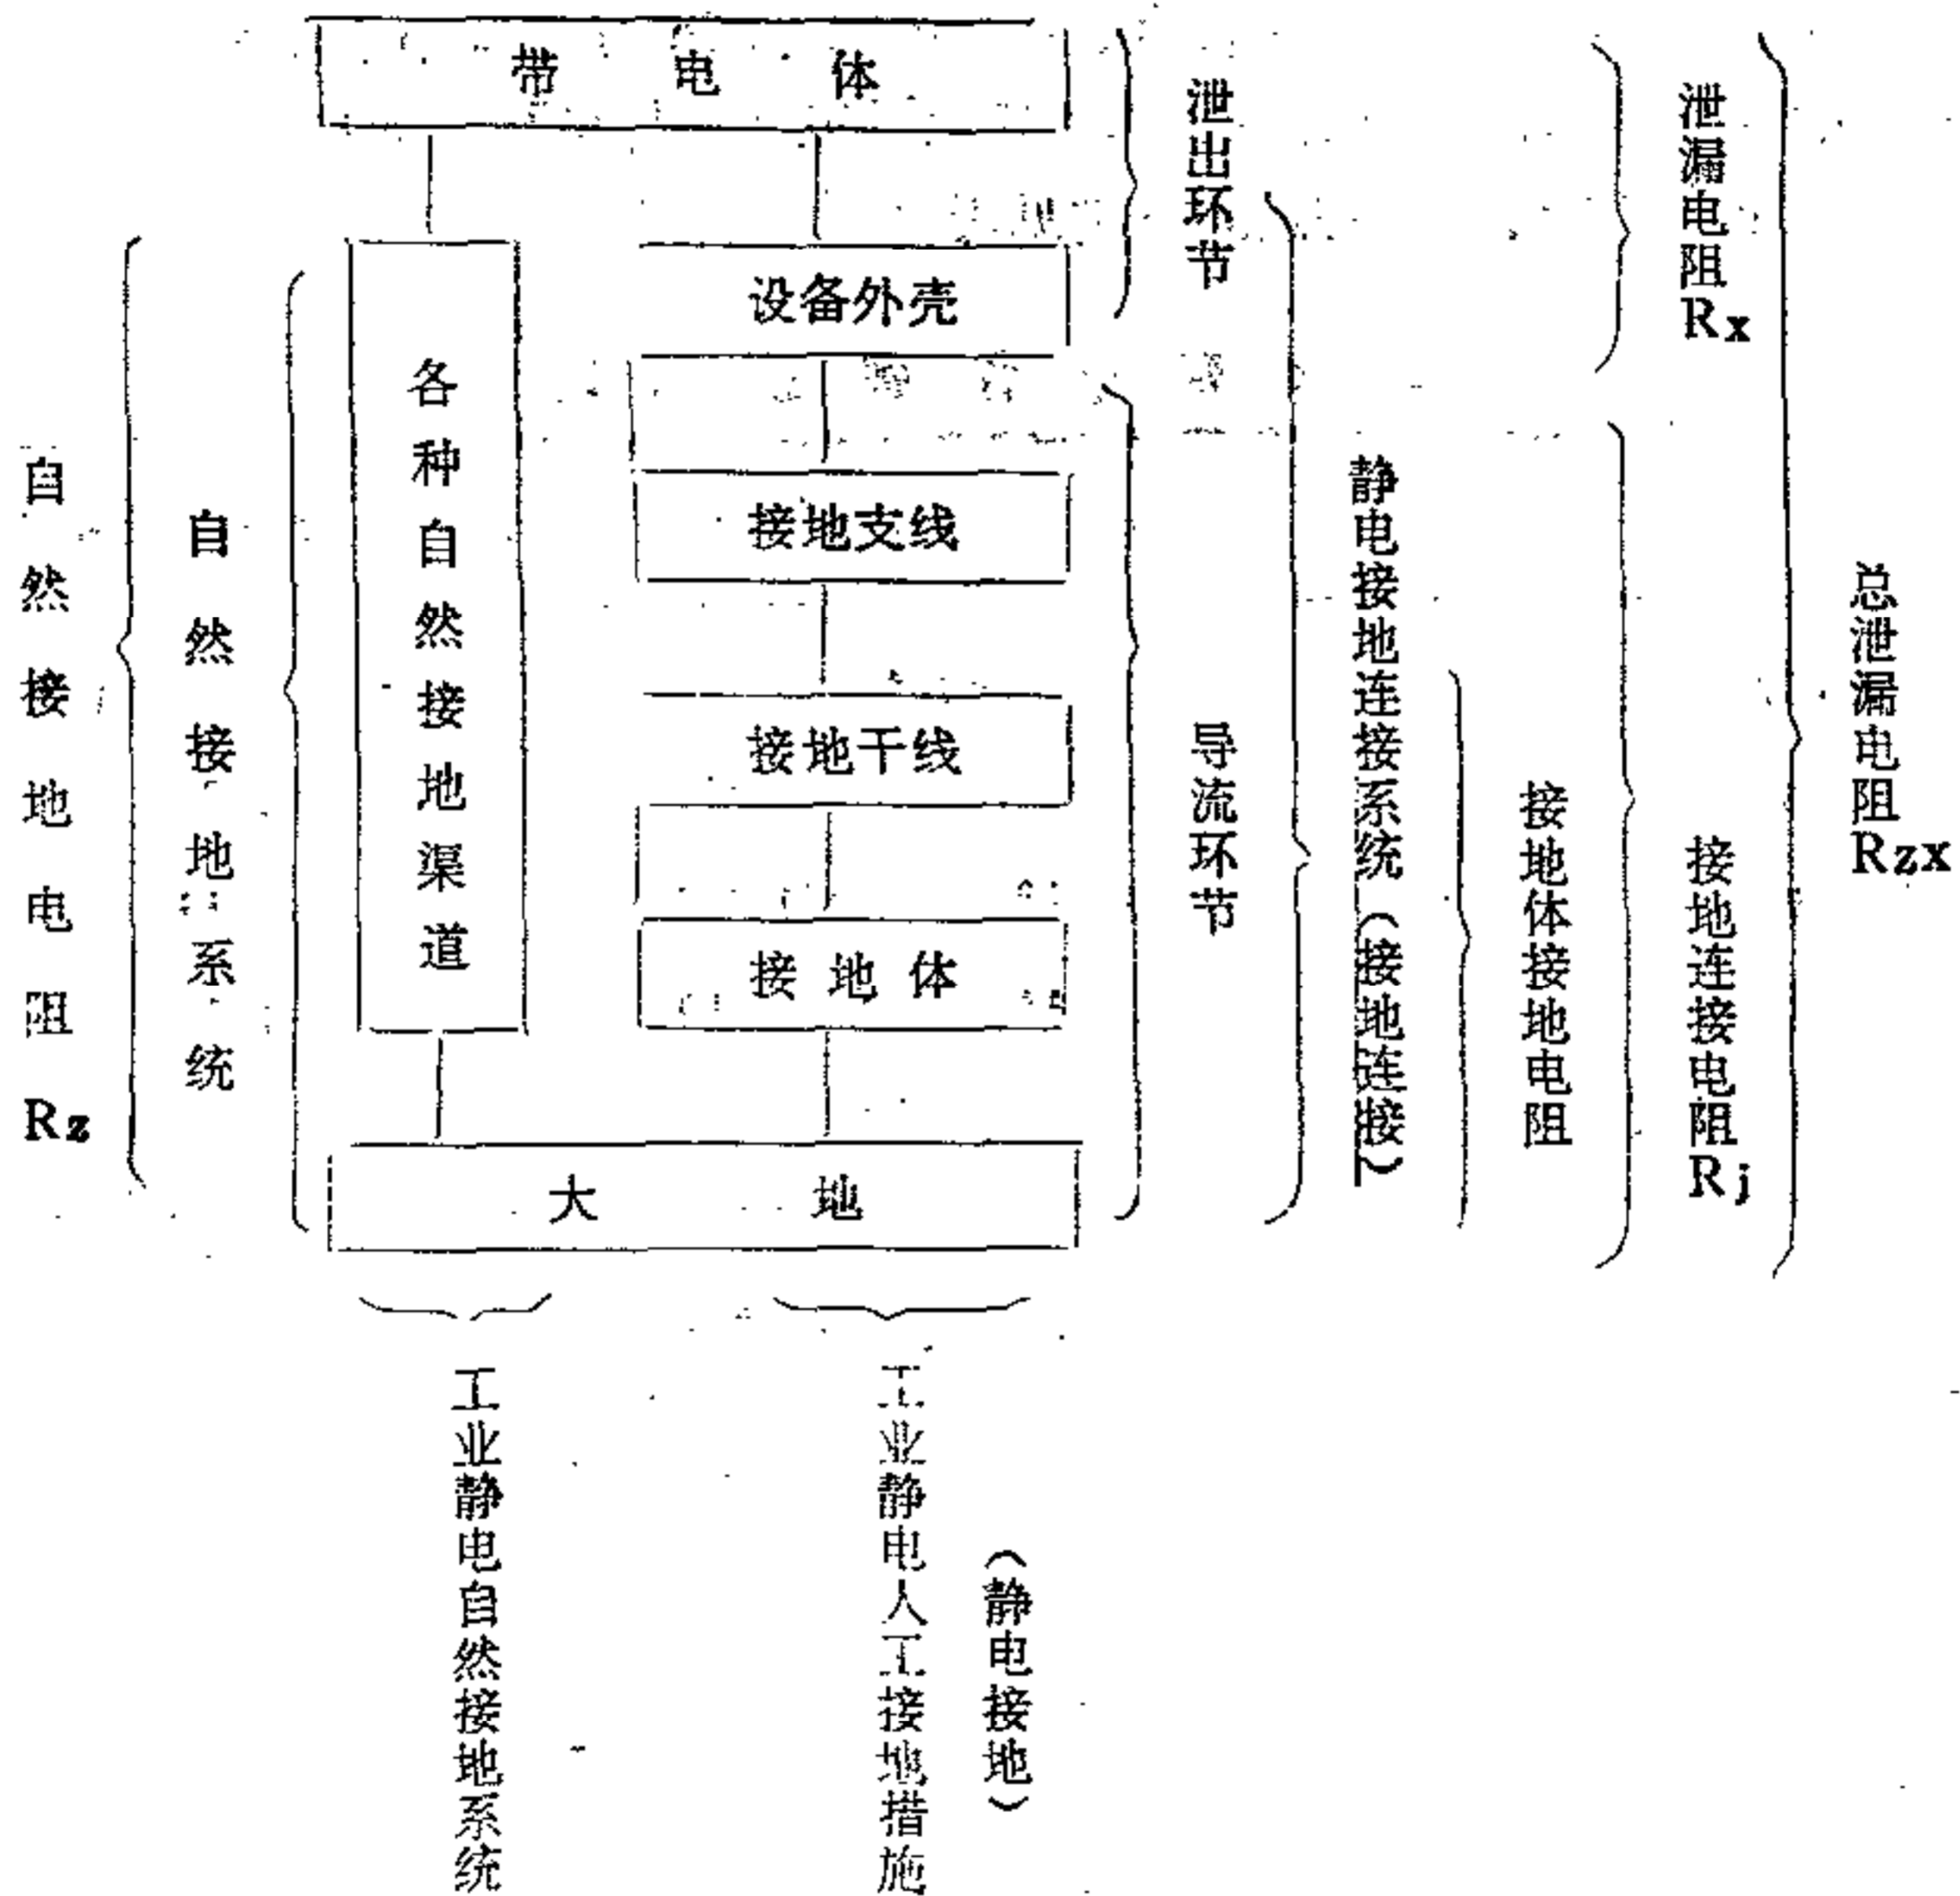 带电体
设备外壳
接地支线
接地干线
接地体
大地
各种自然接地渠道
自然接地电阻Rz
自然接地系统
泄出环节
导流环节
静电接地连接系统（接地连接）
接地体接地电阻
泄漏电阻Rx
接地连接电阻Rj
总泄漏电阻Rzx
工业静电自然接地系统
工业静电人工接地措施
（静电接地）